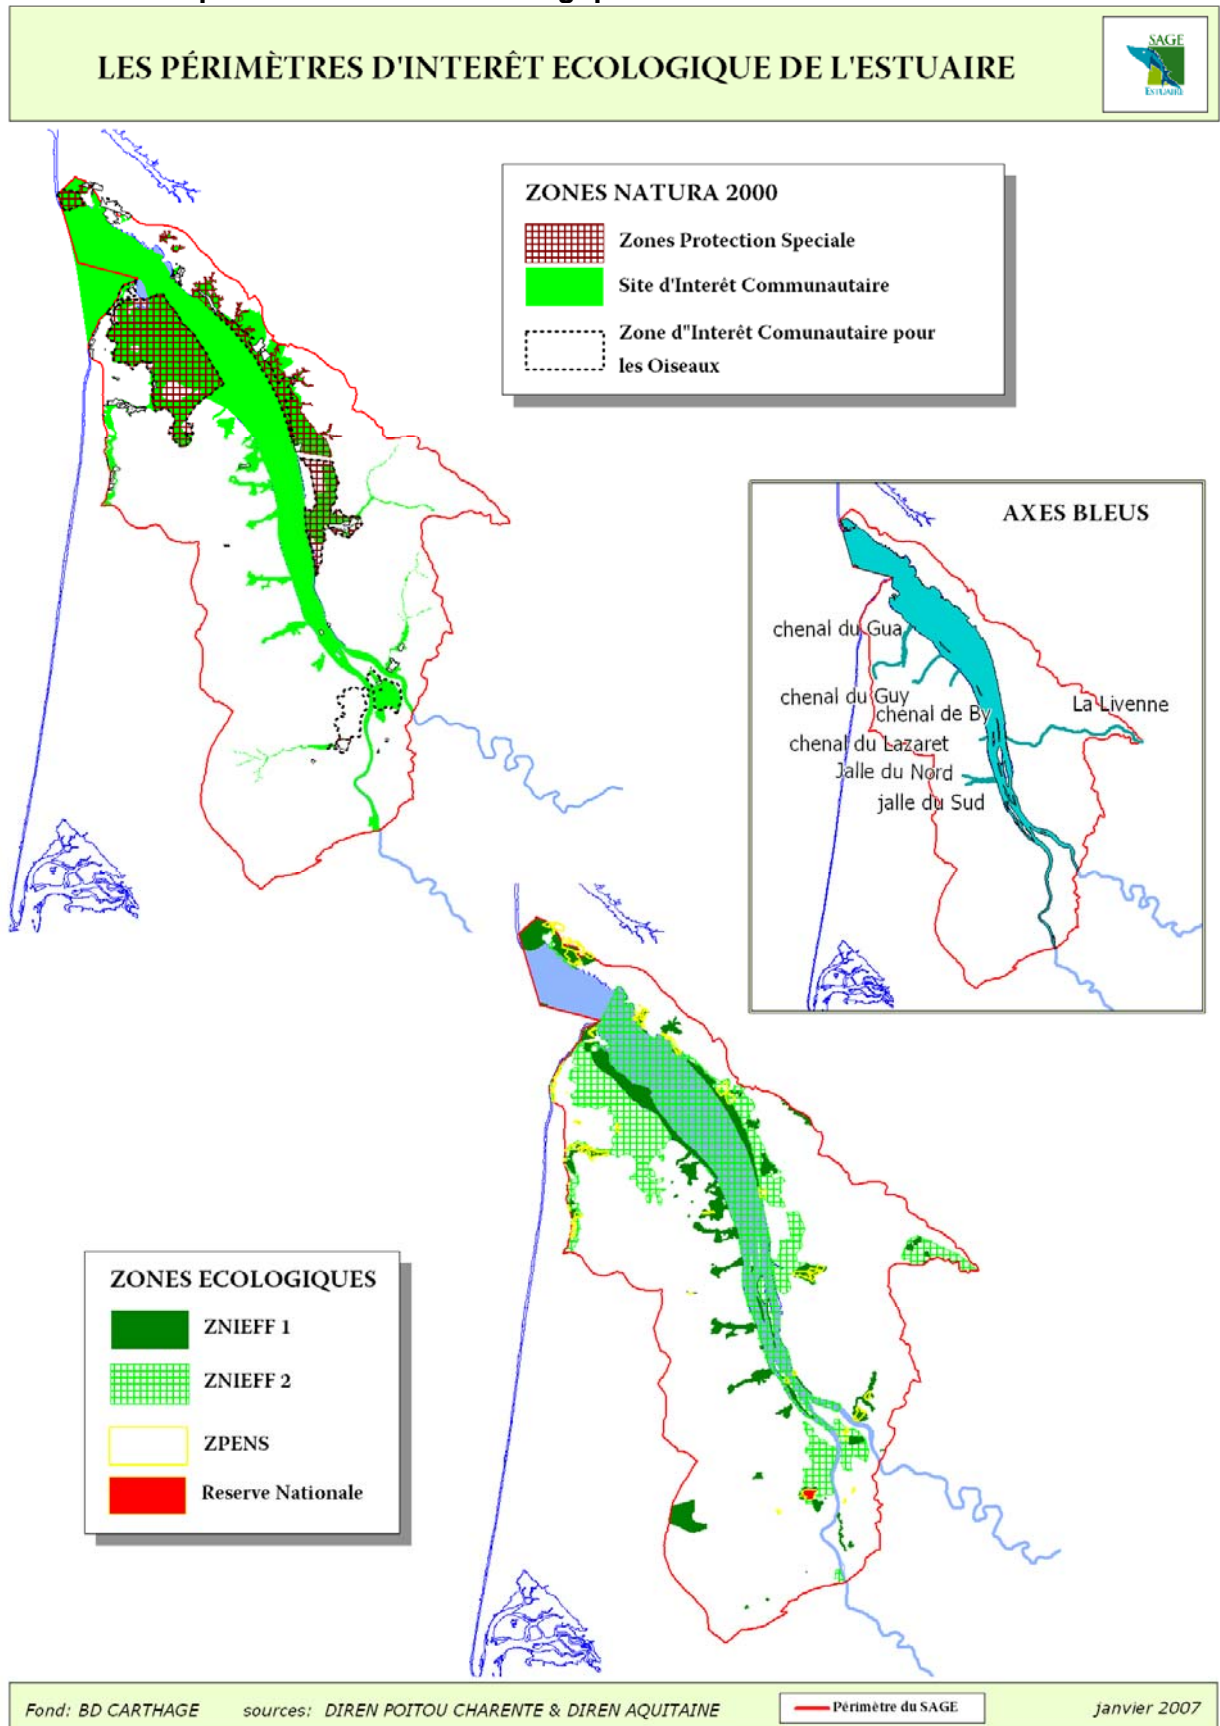 LES PÉRIMÈTRES D'INTERÊT ECOLOGIQUE DE L'ESTUAIRE
SAGE
ESTUAIRE
ZONES NATURA 2000
Zones Protection Speciale
Site d'Interêt Communautaire
Zone d"Interêt Comunautaire pour
les Oiseaux
AXES BLEUS
chenal du Gua
chenal du Guy
chenal de By
La Livenne
chenal du Lazaret
Jalle du Nord
jalle du Sud
ZONES ECOLOGIQUES
ZNIEFF 1
ZNIEFF 2
ZPENS
Reserve Nationale
Fond: BD CARTHAGE
sources: DIREN POITOU CHARENTE & DIREN AQUITAINE
Périmètre du SAGE
janvier 2007